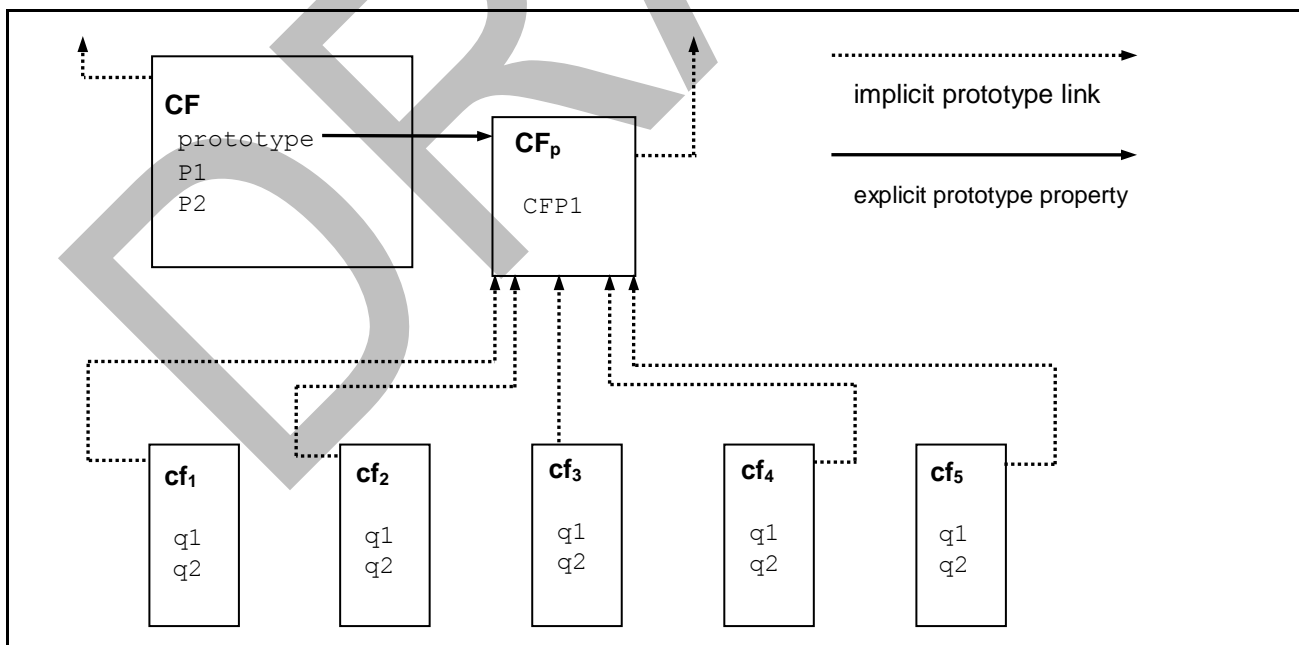 CF
prototype
P1
P2
CFp
CFP1
implicit prototype link
explicit prototype property
cf1
q1
q2
cf2
q1
q2
cf3
q1
q2
cf4
q1
q2
cf5
q1
q2
DRA